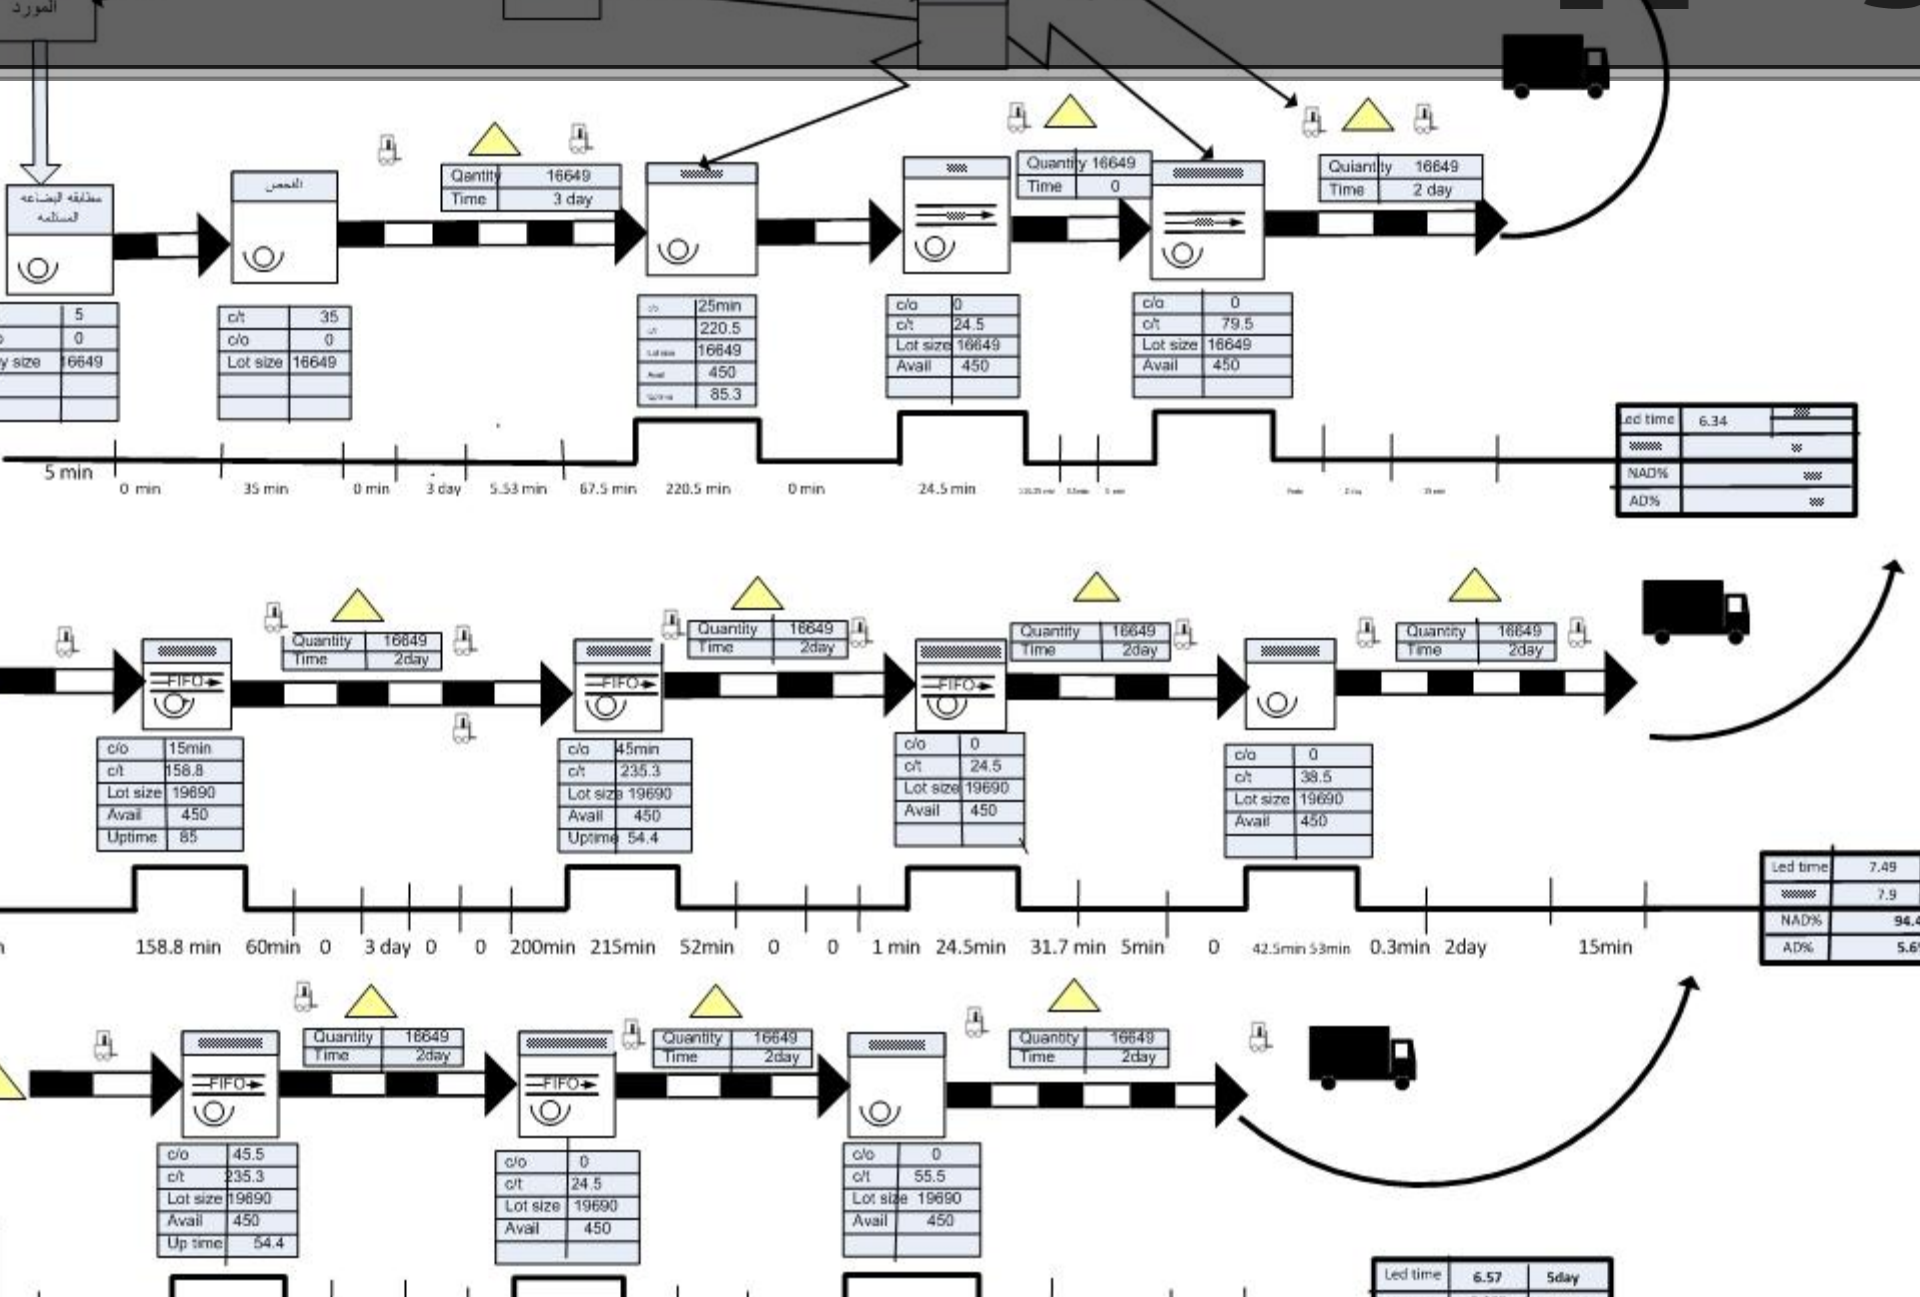 المورد
مطابقه البضاعه
المستلمه
الفحص
Qantity 16649
Time 3 day
Quantity 16649
Time 0
Quiantity 16649
Time 2 day
5
0
size 16649
c/t 35
c/o 0
Lot size 16649
25min
220.5
Lot size 16649
Avail 450
85.3
c/o 0
c/t 24.5
Lot size 16649
Avail 450
c/o 0
c/t 79.5
Lot size 16649
Avail 450
5 min
0 min
35 min
0 min
3 day
5.53 min
67.5 min
220.5 min
0 min
24.5 min
Led time 6.34
NAD%
AD%
Quantity 16649
Time 2day
Quantity 16649
Time 2day
Quantity 16649
Time 2day
Quantity 16649
Time 2day
FIFO
FIFO
FIFO
c/o 15min
c/t 158.8
Lot size 19690
Avail 450
Uptime 85
c/o 45min
c/t 235.3
Lot size 19690
Avail 450
Uptime 54.4
c/o 0
c/t 24.5
Lot size 19690
Avail 450
c/o 0
c/t 38.5
Lot size 19690
Avail 450
158.8 min
60min
0
3 day
0
0
200min
215min
52min
0
0
1 min
24.5min
31.7 min
5min
0
42.5min
53min
0.3min
2day
15min
Led time 7.49
7.9
NAD% 94.4
AD% 5.6
Quantity 16649
Time 2day
Quantity 16649
Time 2day
Quantity 16649
Time 2day
FIFO
FIFO
c/o 45.5
c/t 235.3
Lot size 19690
Avail 450
Up time 54.4
c/o 0
c/t 24.5
Lot size 19690
Avail 450
c/o 0
c/t 55.5
Lot size 19690
Avail 450
Led time 6.57 5day